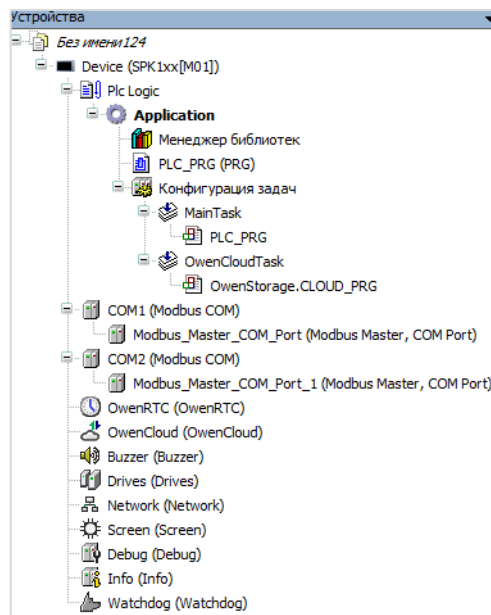 Устройства
Без имени124
Device (SPK1xx[M01])
Plc Logic
Application
Менеджер библиотек
PLC_PRG (PRG)
Конфигурация задач
MainTask
PLC_PRG
OwenCloudTask
OwenStorage.CLOUD_PRG
COM1 (Modbus COM)
Modbus_Master_COM_Port (Modbus Master, COM Port)
COM2 (Modbus COM)
Modbus_Master_COM_Port_1 (Modbus Master, COM Port)
OwenRTC (OwenRTC)
OwenCloud (OwenCloud)
Buzzer (Buzzer)
Drives (Drives)
Network (Network)
Screen (Screen)
Debug (Debug)
Info (Info)
Watchdog (Watchdog)